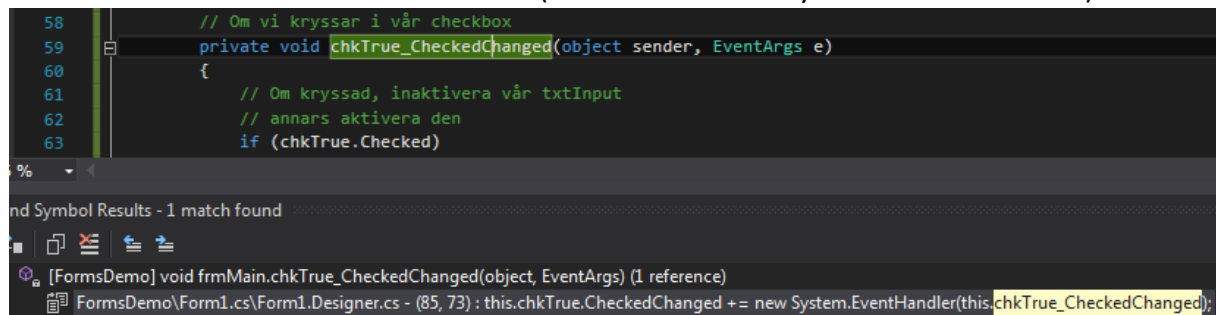 58 // Om vi kryssar i vår checkbox
59 private void chkTrue_CheckedChanged(object sender, EventArgs e)
60 {
61 // Om kryssad, inaktivera vår txtInput
62 // annars aktivera den
63 if (chkTrue.Checked)
%
nd Symbol Results - 1 match found
[FormsDemo] void frmMain.chkTrue_CheckedChanged(object, EventArgs) (1 reference)
FormsDemo\Form1.cs\Form1.Designer.cs - (85, 73) : this.chkTrue.CheckedChanged += new System.EventHandler(this.chkTrue_CheckedChanged);